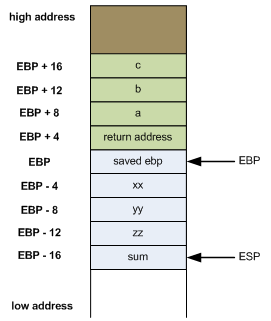 high address
EBP + 16 c
EBP + 12 b
EBP + 8 a
EBP + 4 return address
EBP saved ebp EBP
EBP - 4 xx
EBP - 8 yy
EBP - 12 zz
EBP - 16 sum ESP
low address